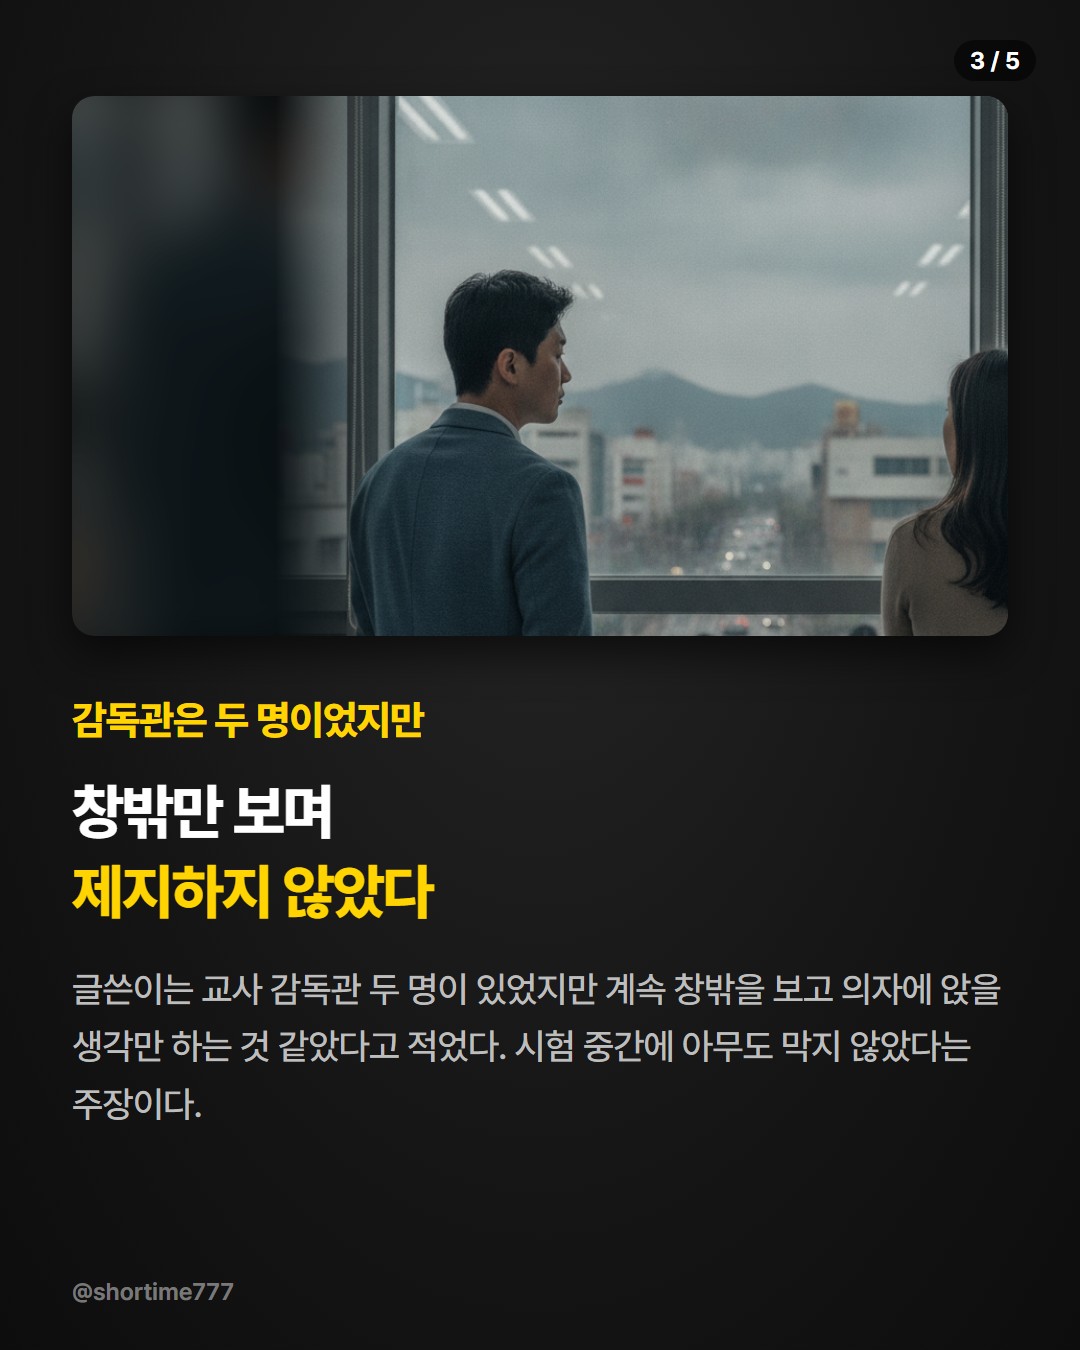 3 / 5
감독관은 두 명이었지만
창밖만 보며
제지하지 않았다
글쓴이는 교사 감독관 두 명이 있었지만 계속 창밖을 보고 의자에 앉을
생각만 하는 것 같았다고 적었다. 시험 중간에 아무도 막지 않았다는
주장이다.
@shortime777